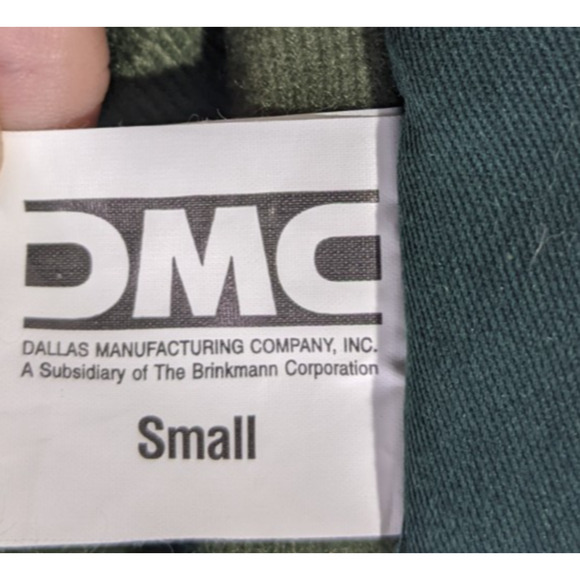 DMC
DALLAS MANUFACTURING COMPANY, INC.
A Subsidiary of The Brinkmann Corporation
Small